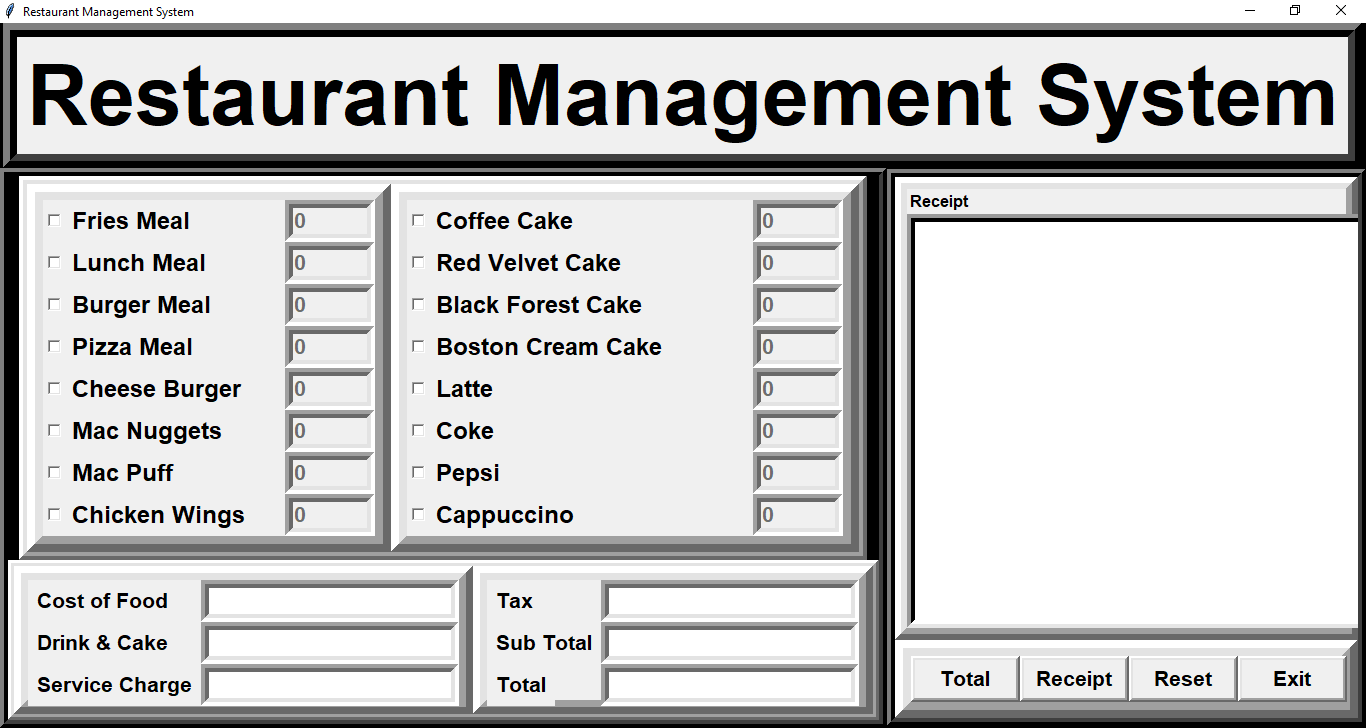 Restaurant Management System
Restaurant Management System
Fries Meal 0
Lunch Meal 0
Burger Meal 0
Pizza Meal 0
Cheese Burger 0
Mac Nuggets 0
Mac Puff 0
Chicken Wings 0
Coffee Cake 0
Red Velvet Cake 0
Black Forest Cake 0
Boston Cream Cake 0
Latte 0
Coke 0
Pepsi 0
Cappuccino 0
Cost of Food
Drink & Cake
Service Charge
Tax
Sub Total
Total
Receipt
Total Receipt Reset Exit